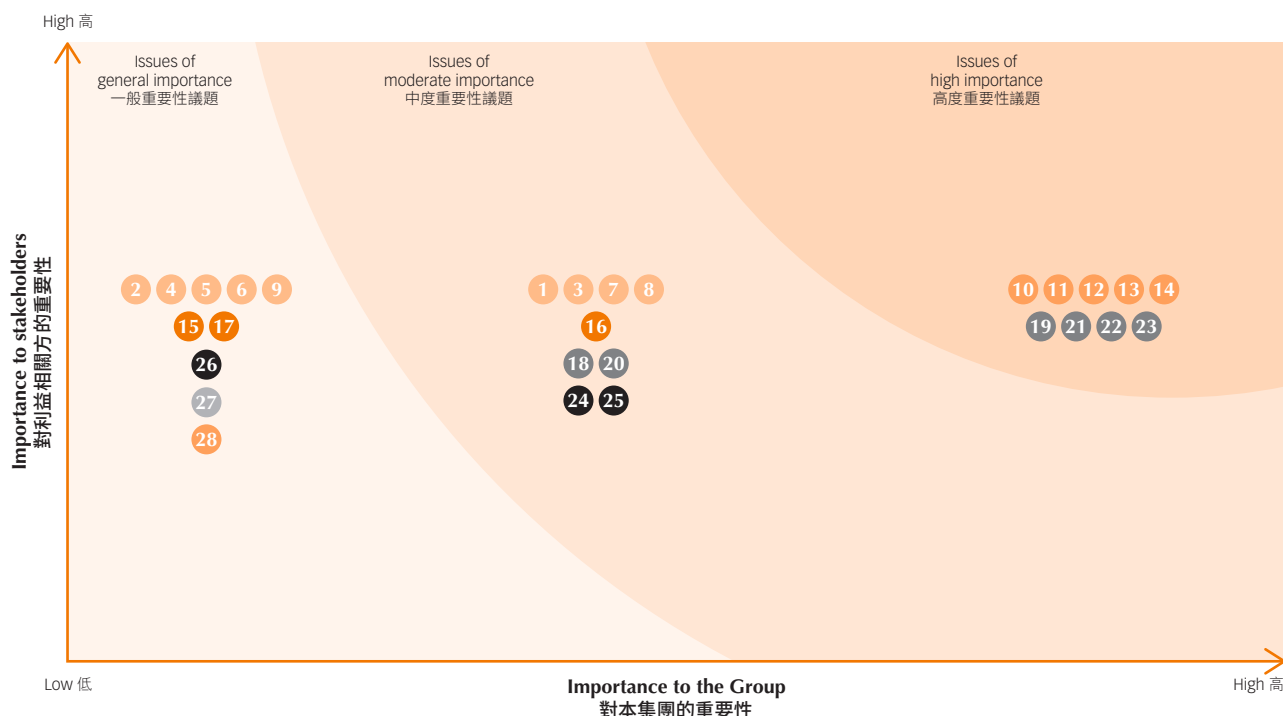 High 高
Issues of
general importance
一般重要性議題
Issues of
moderate importance
中度重要性議題
Issues of
high importance
高度重要性議題
Importance to stakeholders
對利益相關方的重要性
2 4 5 6 9
15 17
26
27
28
1 3 7 8
16
18 20
24 25
10 11 12 13 14
19 21 22 23
Low 低
Importance to the Group
對本集團的重要性
High 高